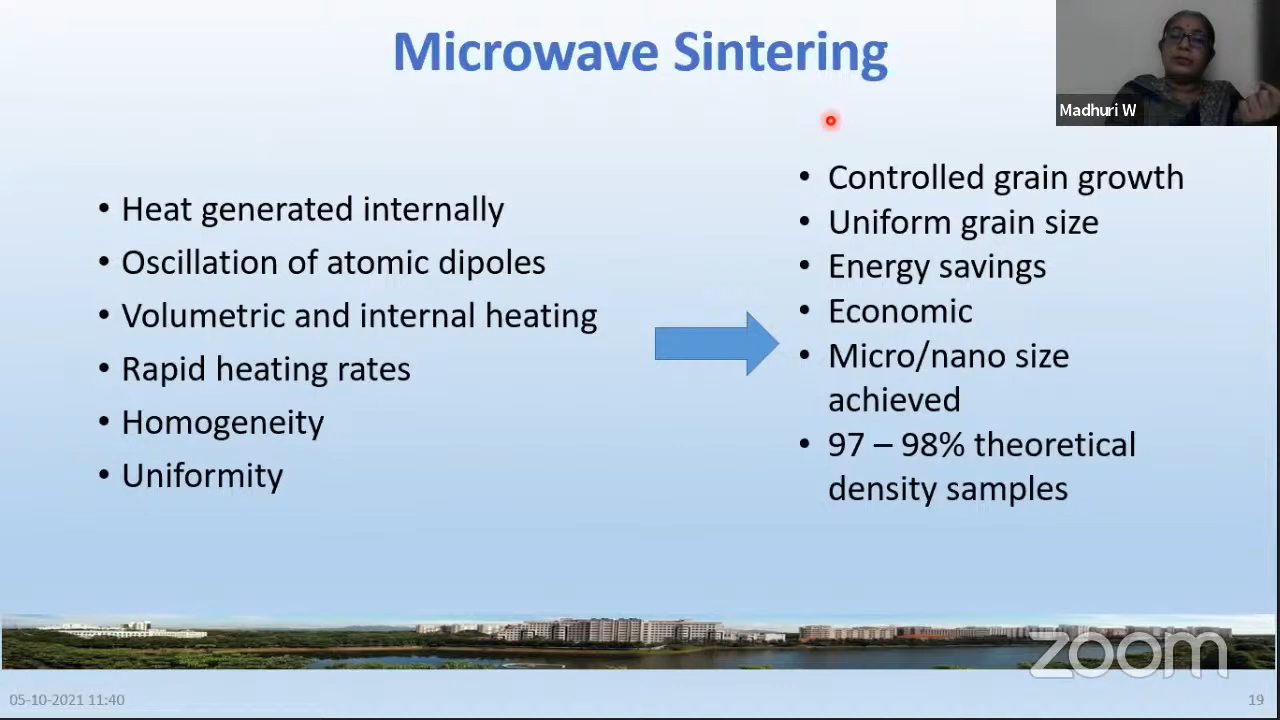 Microwave Sintering
Madhuri W
• Heat generated internally
• Oscillation of atomic dipoles
• Volumetric and internal heating
• Rapid heating rates
• Homogeneity
• Uniformity
• Controlled grain growth
• Uniform grain size
• Energy savings
• Economic
• Micro/nano size
achieved
• 97 – 98% theoretical
density samples
zoom
05-10-2021 11:40
19